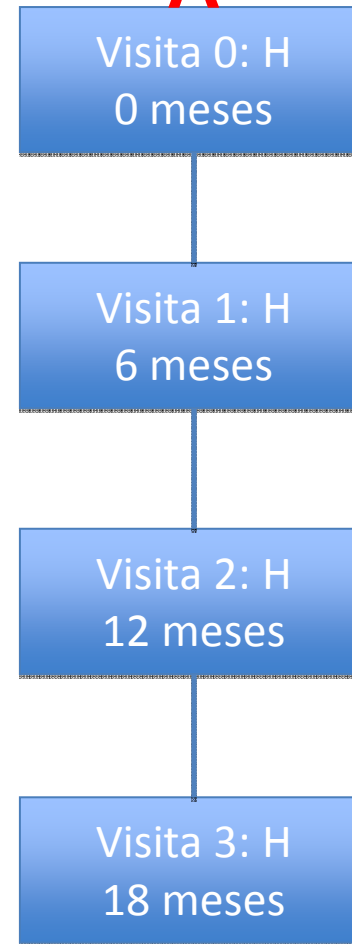 Visita 0: H
0 meses
Visita 1: H
6 meses
Visita 2: H
12 meses
Visita 3: H
18 meses